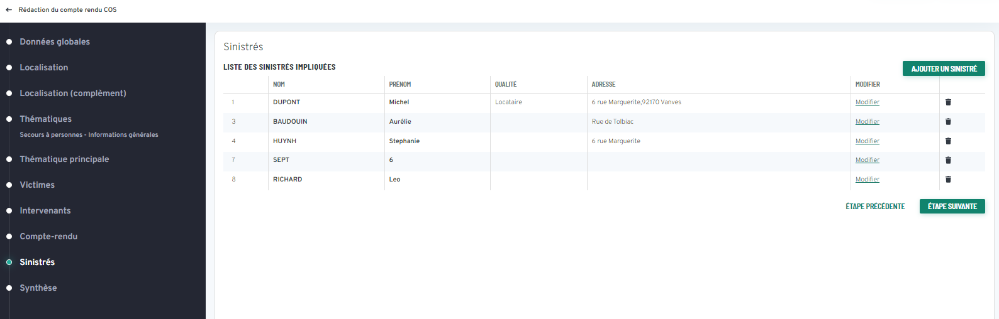 ← Rédaction du compte rendu COS
Données globales
Localisation
Localisation (complèment)
Thématiques
Secours à personnes - Informations générales
Thématique principale
Victimes
Intervenants
Compte-rendu
Sinistrés
Synthèse
Sinistrés
LISTE DES SINISTRÉS IMPLIQUÉES
AJOUTER UN SINISTRÉ
NOM PRÉNOM QUALITÉ ADRESSE MODIFIER
1 DUPONT Michel Locataire 6 rue Marguerite,92170 Vanves Modifier
3 BAUDOUIN Aurélie Rue de Tolbiac Modifier
4 HUYNH Stephanie 6 rue Marguerite Modifier
7 SEPT 6 Modifier
8 RICHARD Leo Modifier
ÉTAPE PRÉCÉDENTE ÉTAPE SUIVANTE